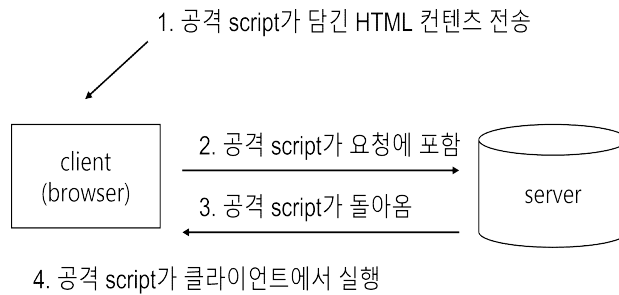 1. 공격 script가 담긴 HTML 컨텐츠 전송
client
(browser)
2. 공격 script가 요청에 포함
3. 공격 script가 돌아옴
server
4. 공격 script가 클라이언트에서 실행